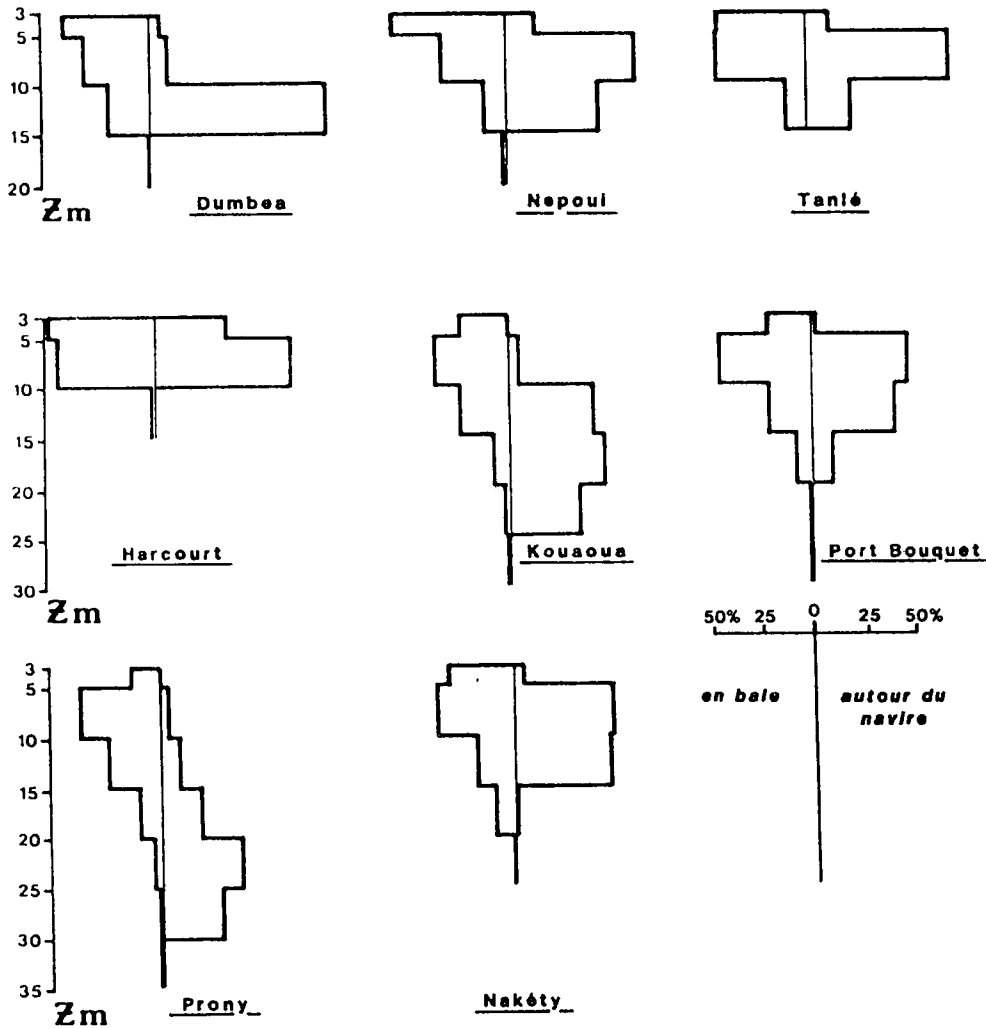 3
5
10
15
20
Zm
Dumbea
Nepoui
Tanlé
3
5
10
15
20
25
30
Zm
Harcourt
Kouaoua
Port Bouquet
50% 25 0 25 50%
en baie
autour du
navire
3
5
10
15
20
25
30
35
Zm
Prony
Nakéty